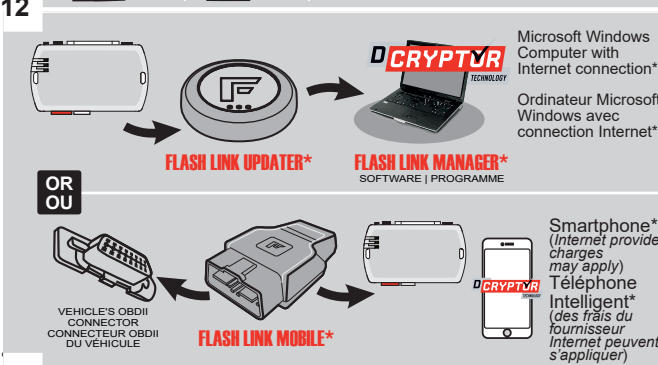 12
DCRYPTOR
TECHNOLOGY
Microsoft Windows
Computer with
Internet connection*
Ordinateur Microsoft
Windows avec
connection Internet*
FLASH LINK UPDATER*
FLASH LINK MANAGER*
SOFTWARE | PROGRAMME
OR
OU
VEHICLE'S OBDII
CONNECTOR
CONNECTEUR OBDII
DU VÉHICULE
FLASH LINK MOBILE*
DCRYPTOR
TECHNOLOGY
Smartphone*
(Internet provide
charges
may apply)
Téléphone
Intelligent*
(des frais du
fournisseur
Internet peuvent
s'appliquer)